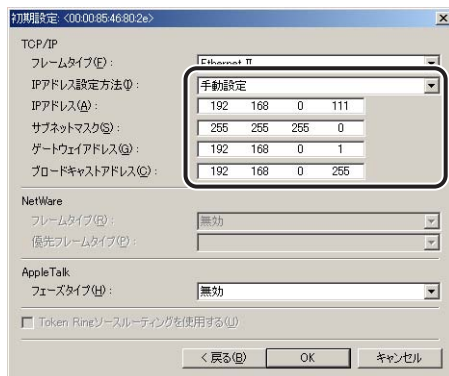 初期設定: <00:00:85:46:80:2e>
TCP/IP
フレームタイプ(F): Ethernet II
IPアドレス設定方法(I): 手動設定
IPアドレス(A): 192 168 0 111
サブネットマスク(S): 255 255 255 0
ゲートウェイアドレス(G): 192 168 0 1
ブロードキャストアドレス(C): 192 168 0 255
NetWare
フレームタイプ(R): 無効
優先フレームタイプ(P):
AppleTalk
フェーズタイプ(H): 無効
Token Ringソースルーティングを使用する(U)
< 戻る(B) OK キャンセル